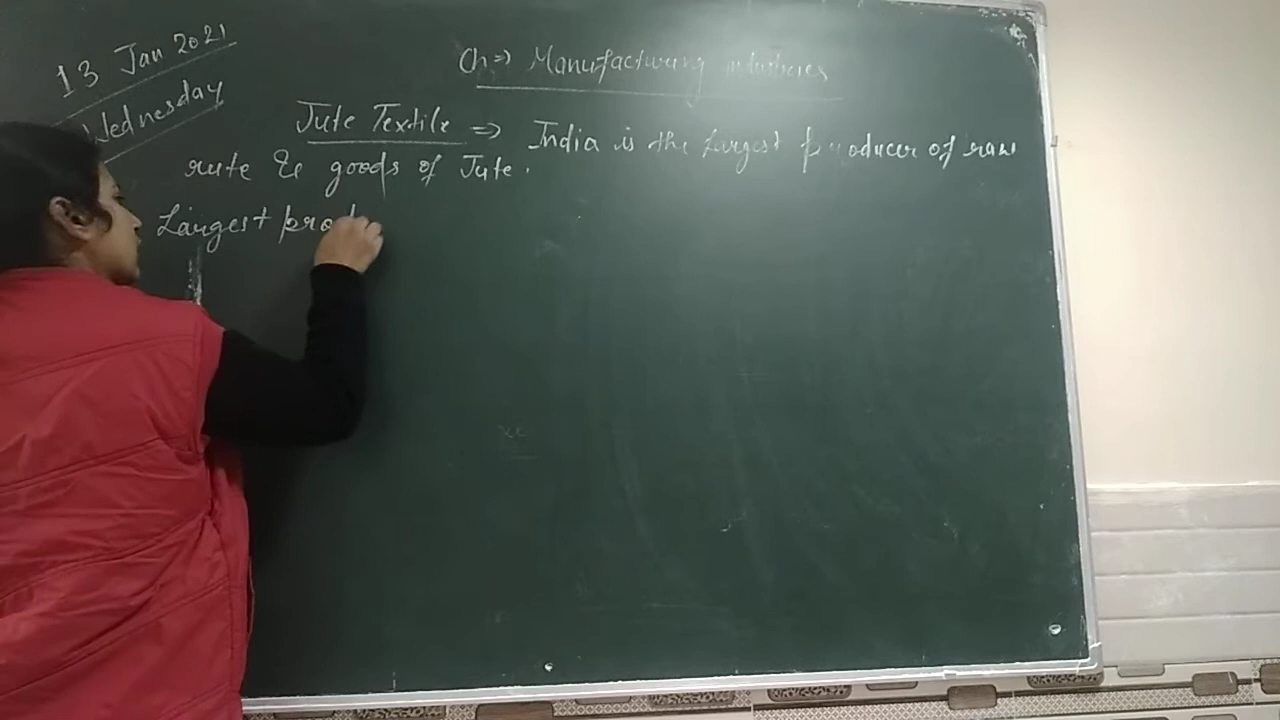 13 Jan 2021
Wednesday
Ch => Manufacturing industries
Jute Textile => India is the Largest producer of raw
rute & goods of Jute.
Largest prod